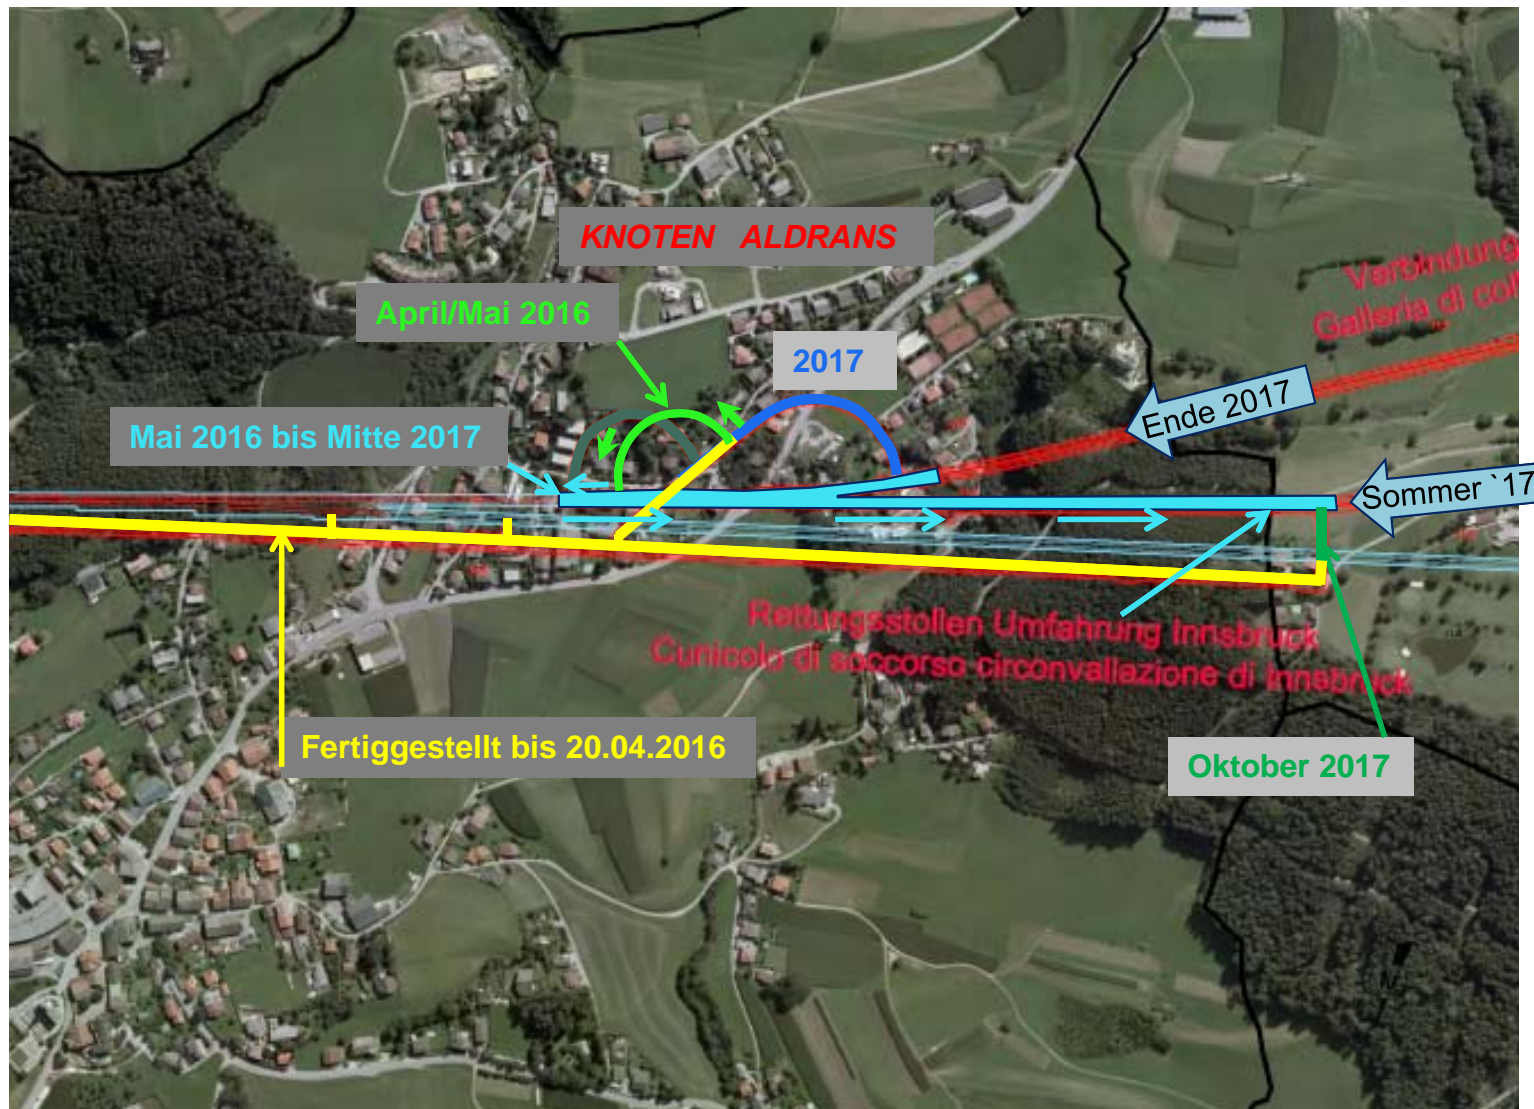 KNOTEN ALDRANS
Verbindung
Galleria di
April/Mai 2016
2017
Ende 2017
Mai 2016 bis Mitte 2017
Sommer `17
Rettungsstollen Umfahrung Innsbruck
Cunicolo di soccorso circonvallazione di Innsbruck
Fertiggestellt bis 20.04.2016
Oktober 2017